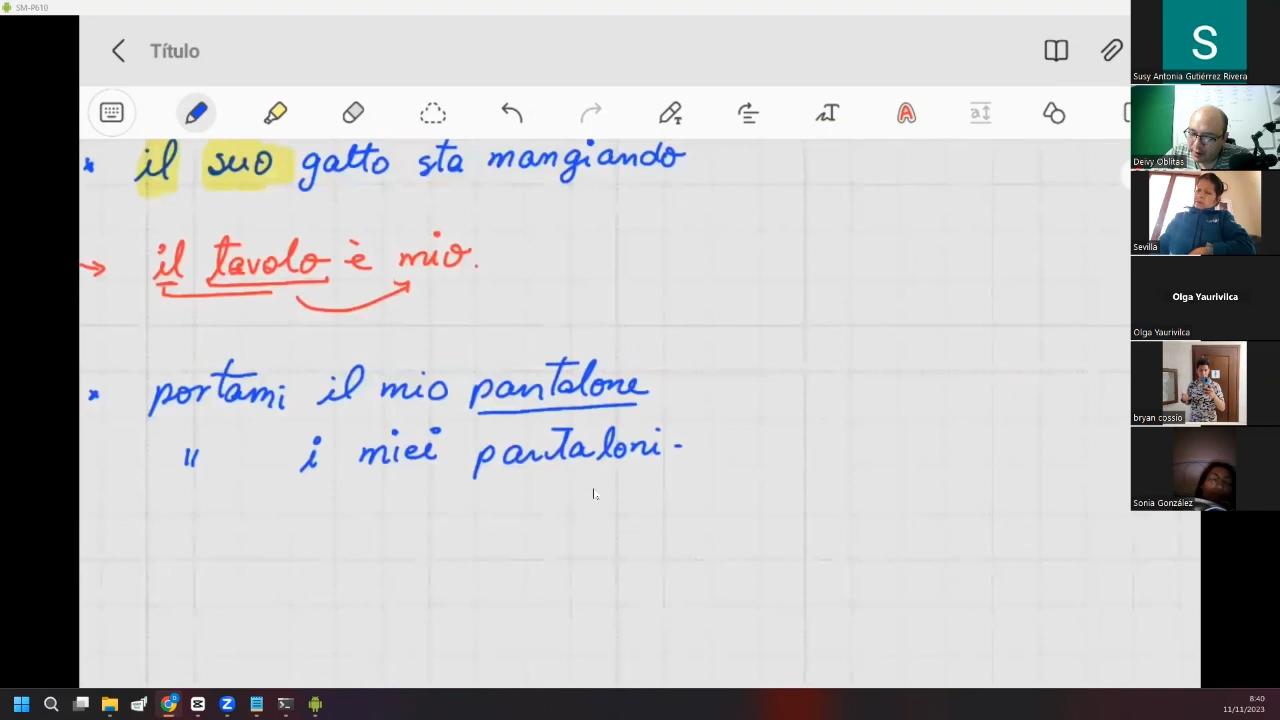 SM-P610
Título
* il suo gatto sta mangiando
→ il tavolo è mio.
* portami il mio pantalone
" i miei pantaloni -
S
Susy Antonia Gutiérrez Rivera
Deivy Oblitas
Sevilla
Olga Yaurivilca
Olga Yaurivilca
bryan cossio
Sonia González
8:40
11/11/2023